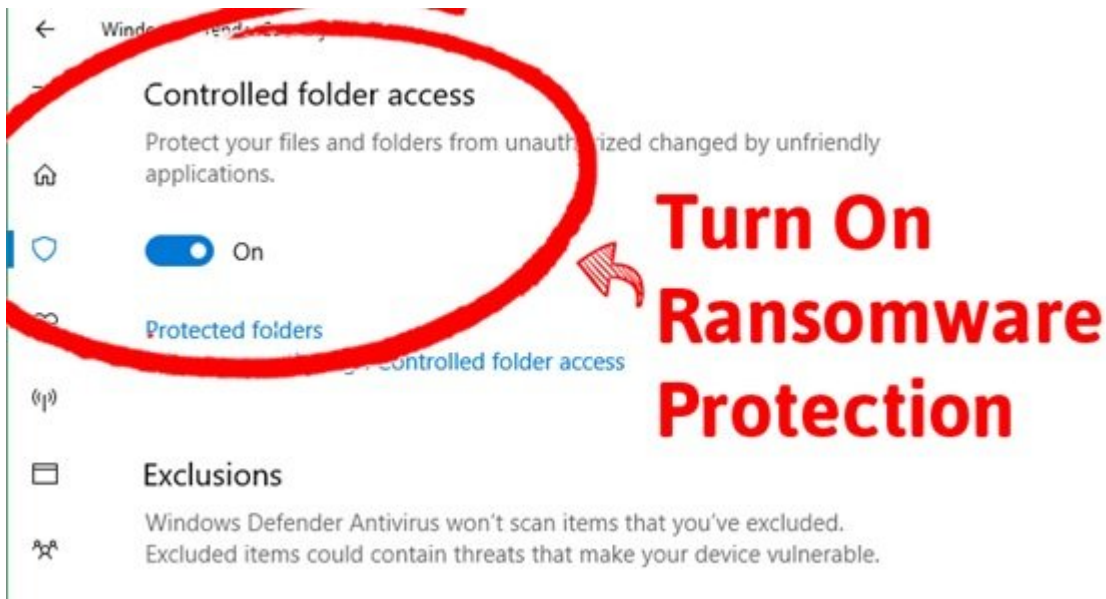 Controlled folder access
Protect your files and folders from unauthorized changed by unfriendly
applications.
On
Protected folders
Controlled folder access
Turn On
Ransomware
Protection
Exclusions
Windows Defender Antivirus won't scan items that you've excluded.
Excluded items could contain threats that make your device vulnerable.